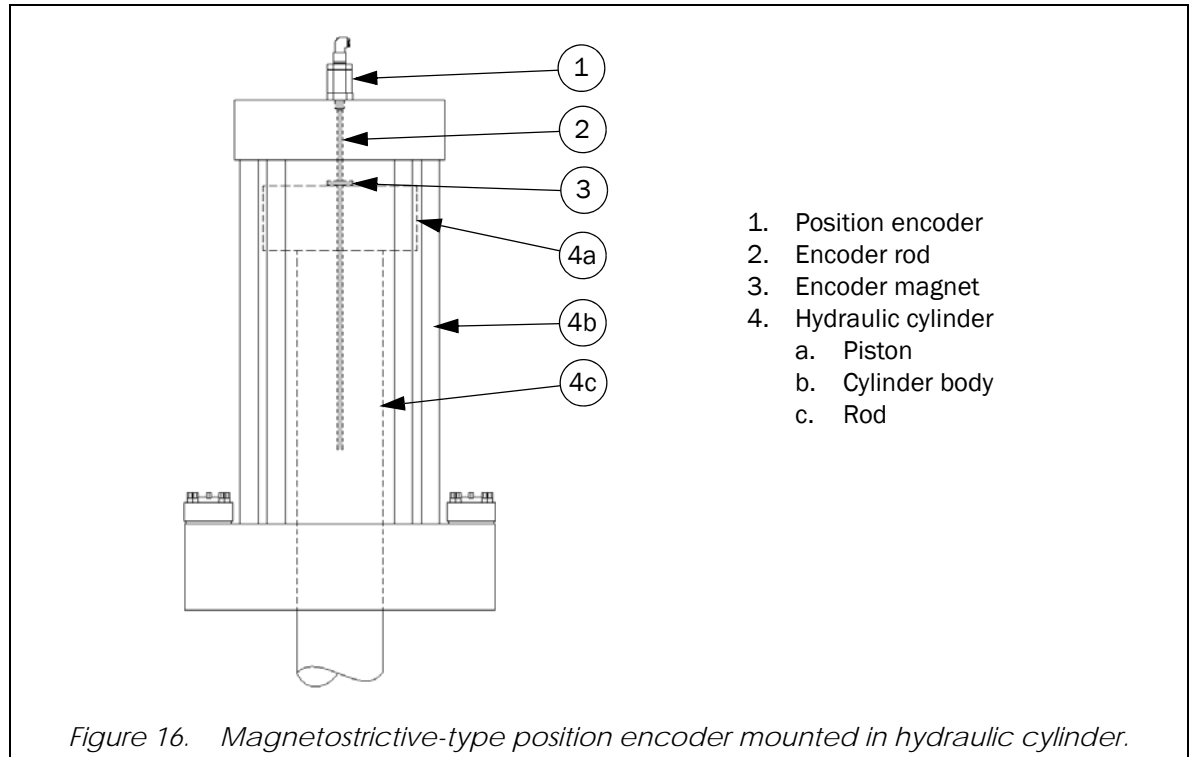 1
2
3
4a
4b
4c
1. Position encoder
2. Encoder rod
3. Encoder magnet
4. Hydraulic cylinder
a. Piston
b. Cylinder body
c. Rod
Figure 16. Magnetostrictive-type position encoder mounted in hydraulic cylinder.